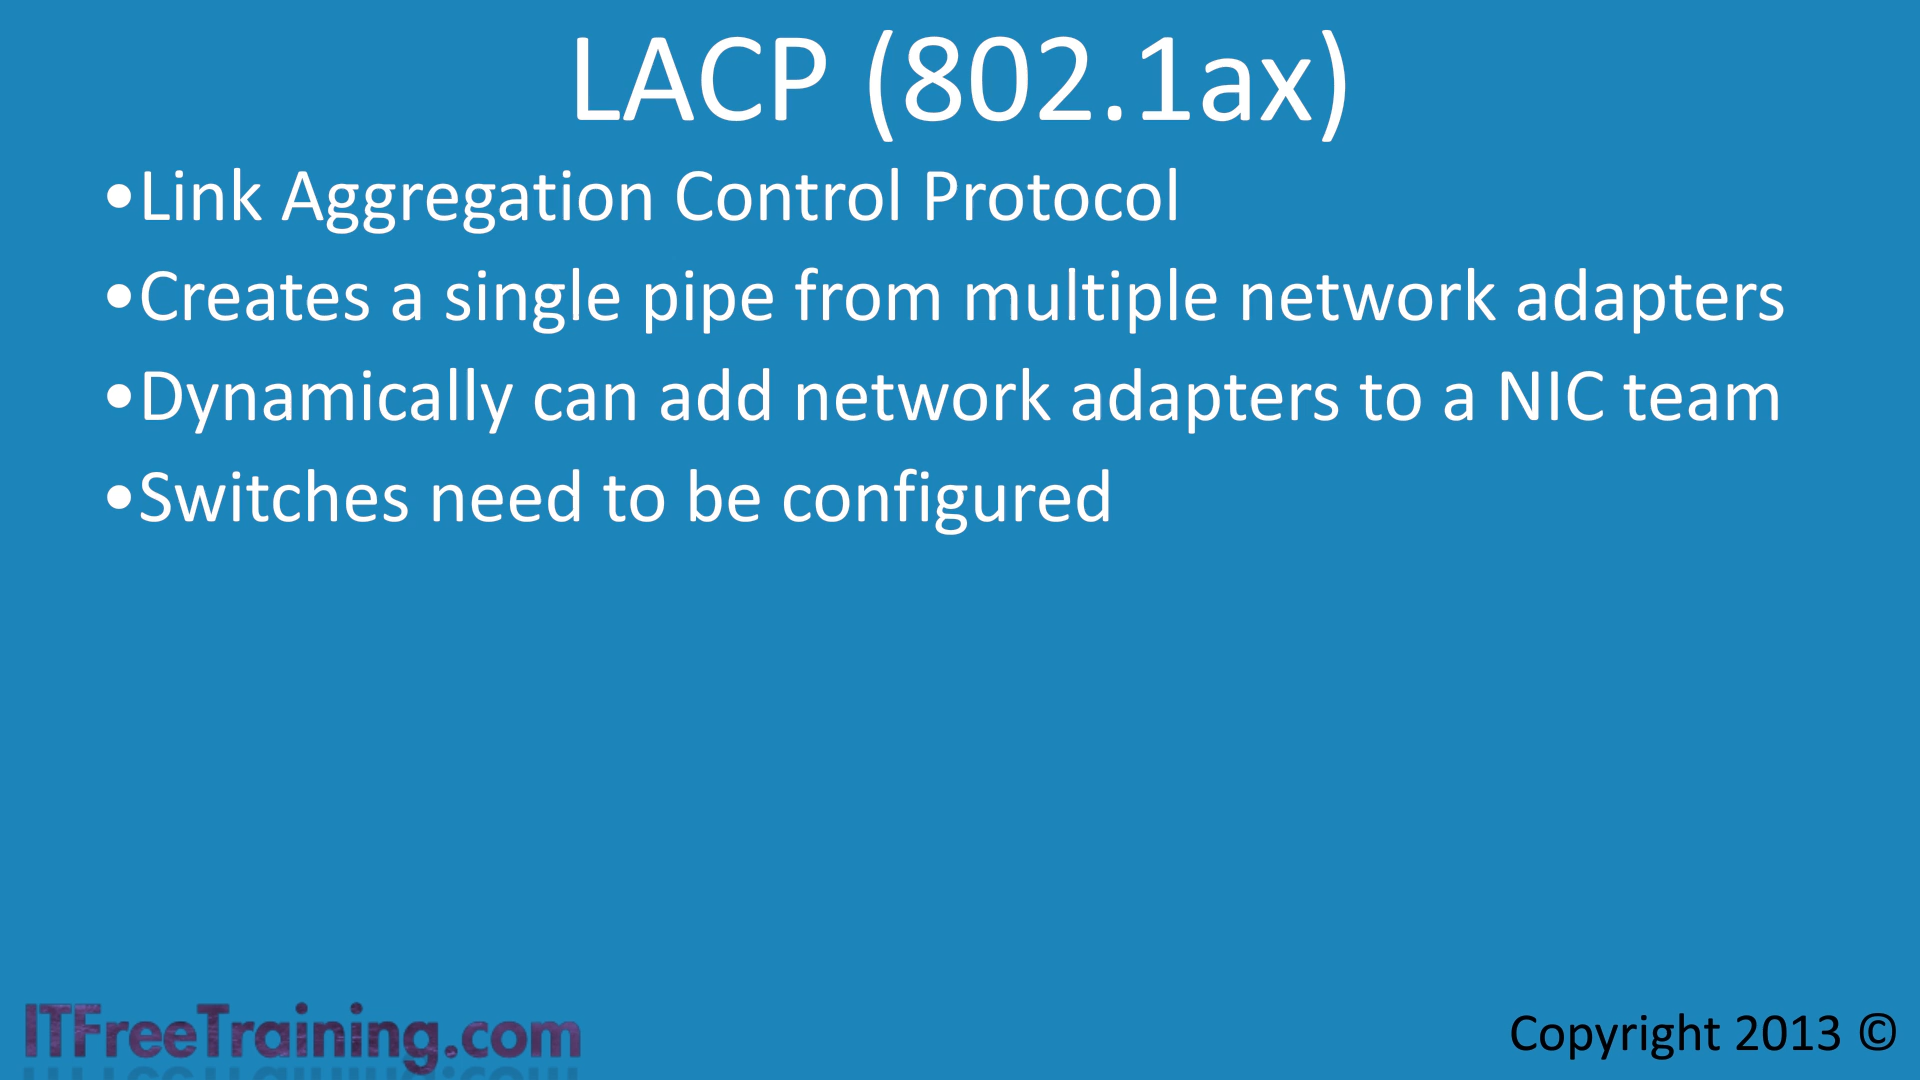 LACP (802.1ax)
•Link Aggregation Control Protocol
•Creates a single pipe from multiple network adapters
•Dynamically can add network adapters to a NIC team
•Switches need to be configured
ITFreeTraining.com
Copyright 2013 ©